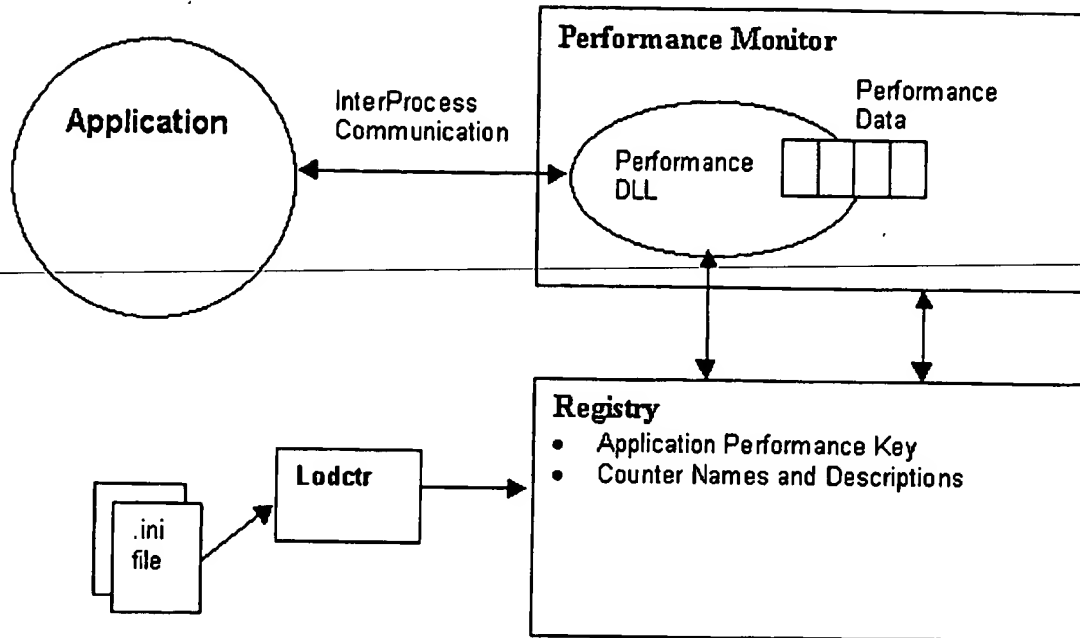 Performance Monitor
Application
InterProcess
Communication
Performance
Data
Performance
DLL
Registry
• Application Performance Key
• Counter Names and Descriptions
Lodctr
.ini
file